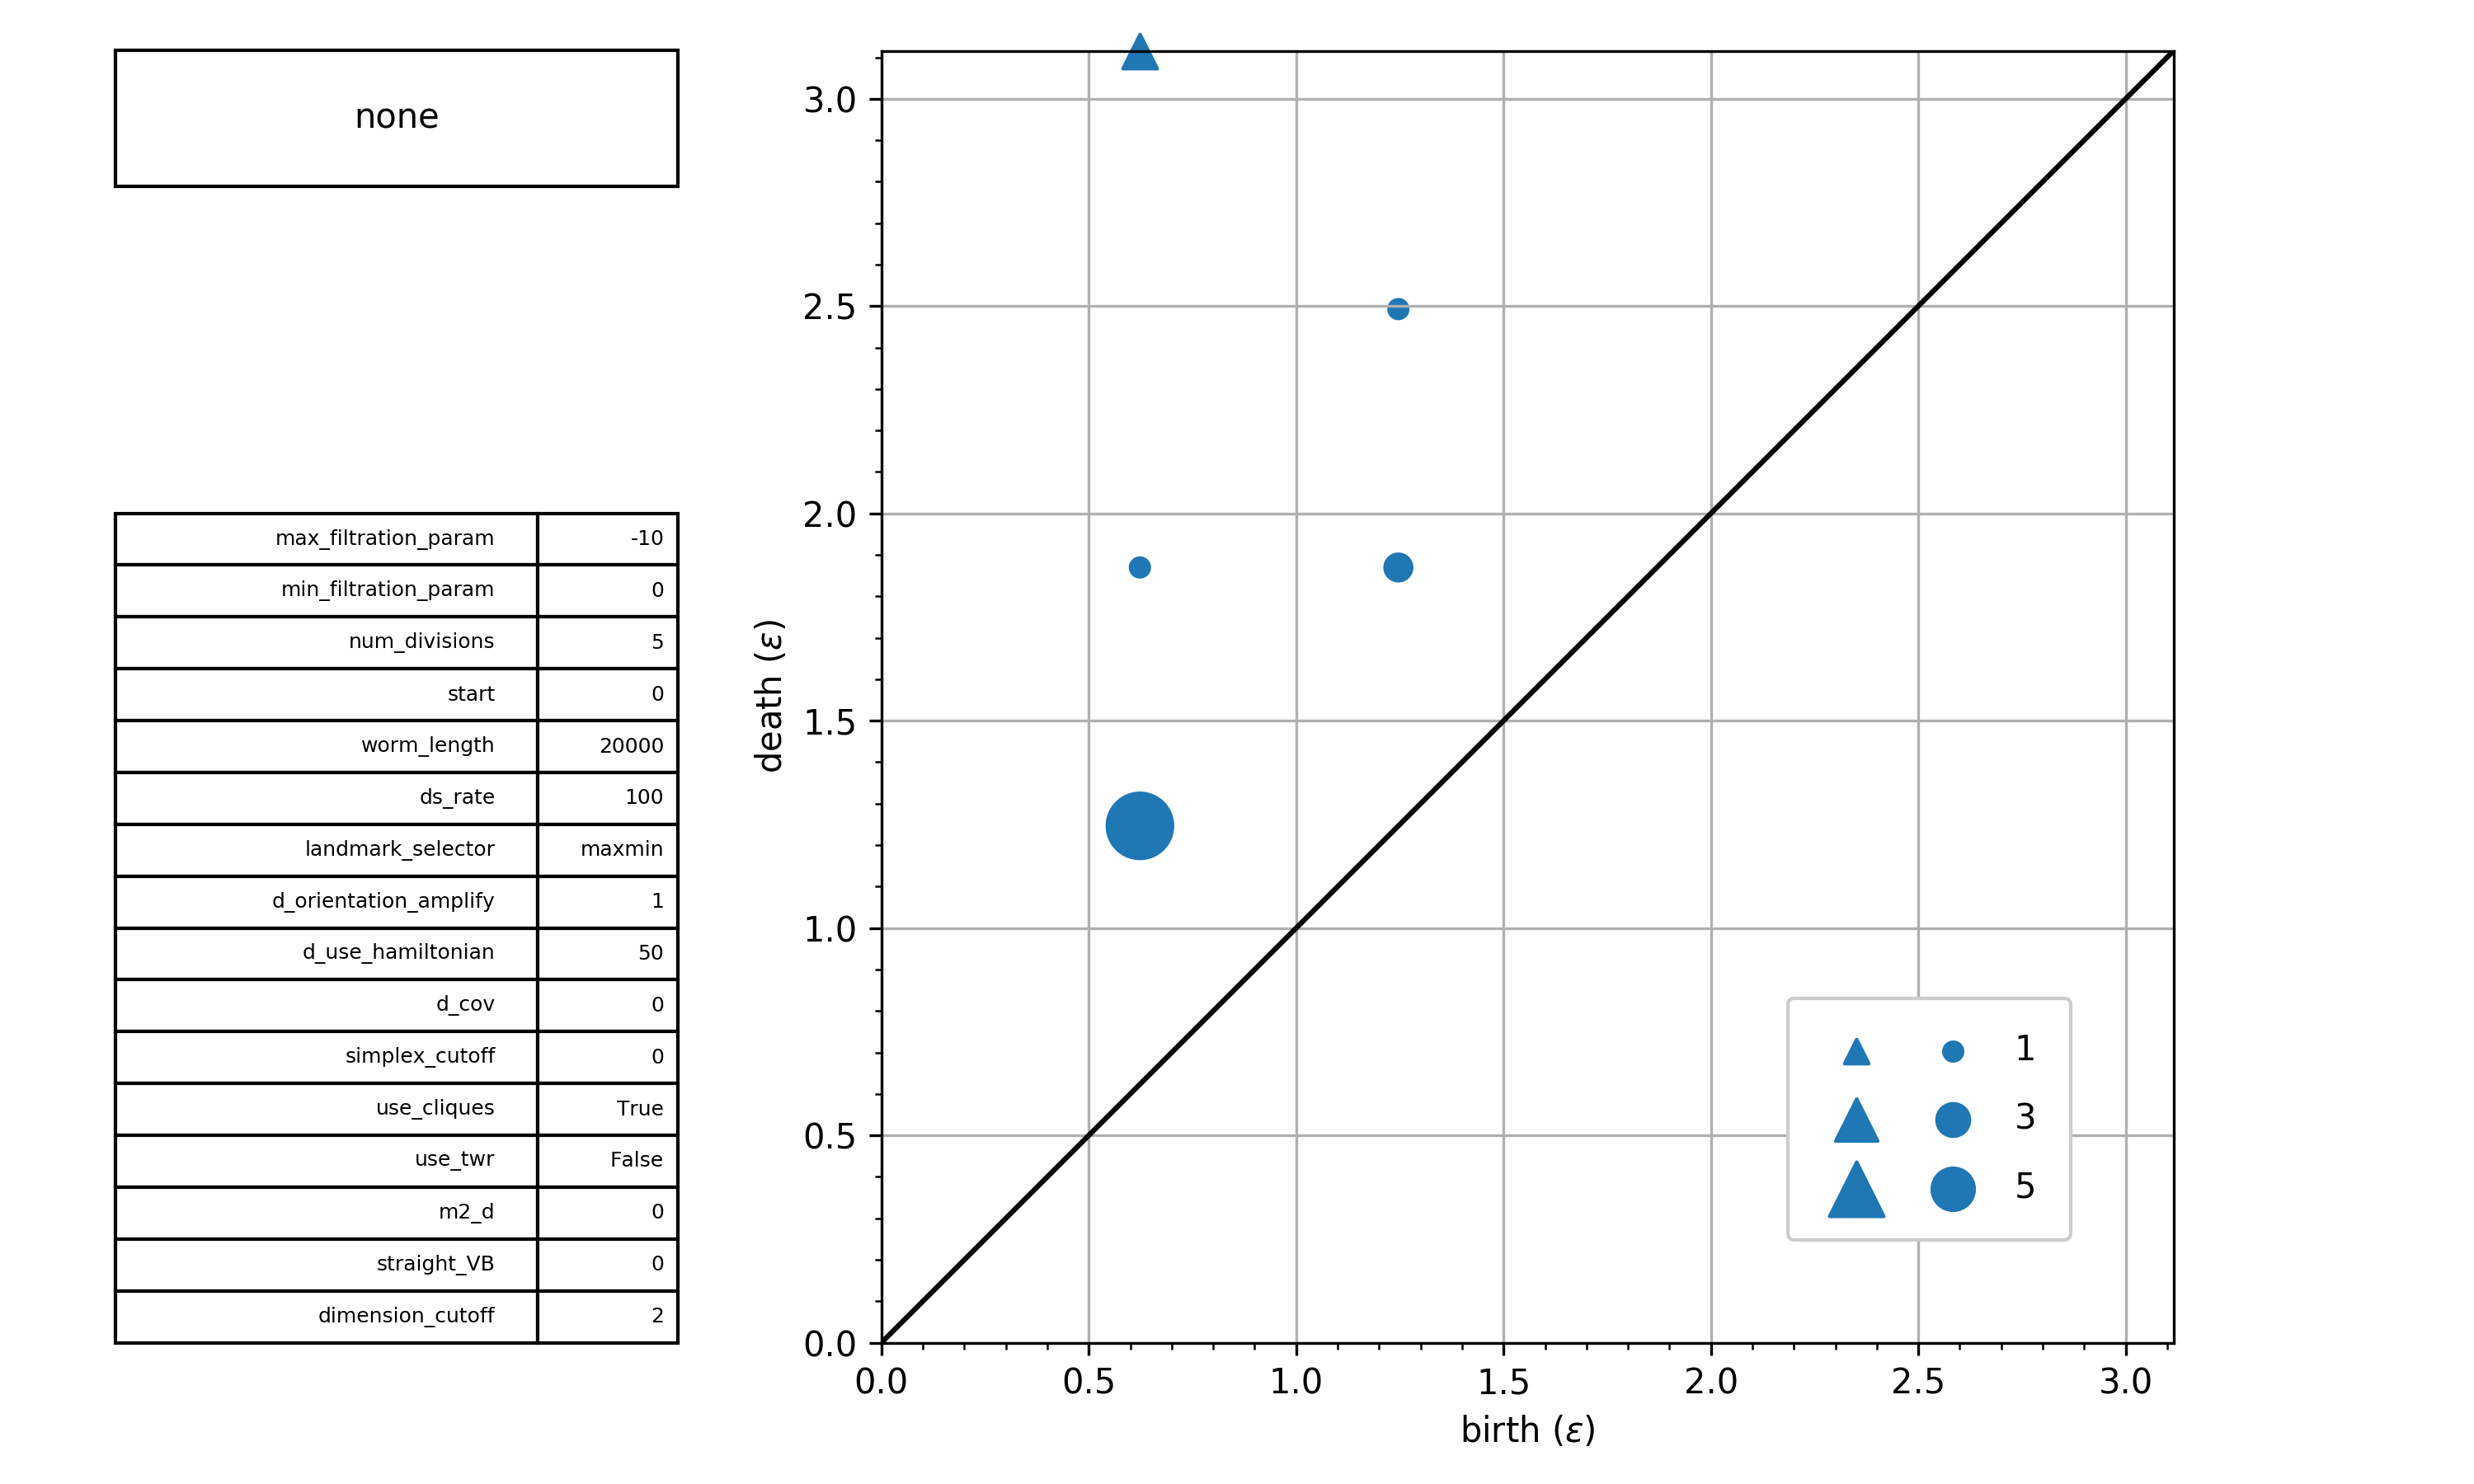 none
max_filtration_param -10
min_filtration_param 0
num_divisions 5
start 0
worm_length 20000
ds_rate 100
landmark_selector maxmin
d_orientation_amplify 1
d_use_hamiltonian 50
d_cov 0
simplex_cutoff 0
use_cliques True
use_twr False
m2_d 0
straight_VB 0
dimension_cutoff 2
death (ε)
3.0
2.5
2.0
1.5
1.0
0.5
0.0
0.0 0.5 1.0 1.5 2.0 2.5 3.0
birth (ε)
1
3
5